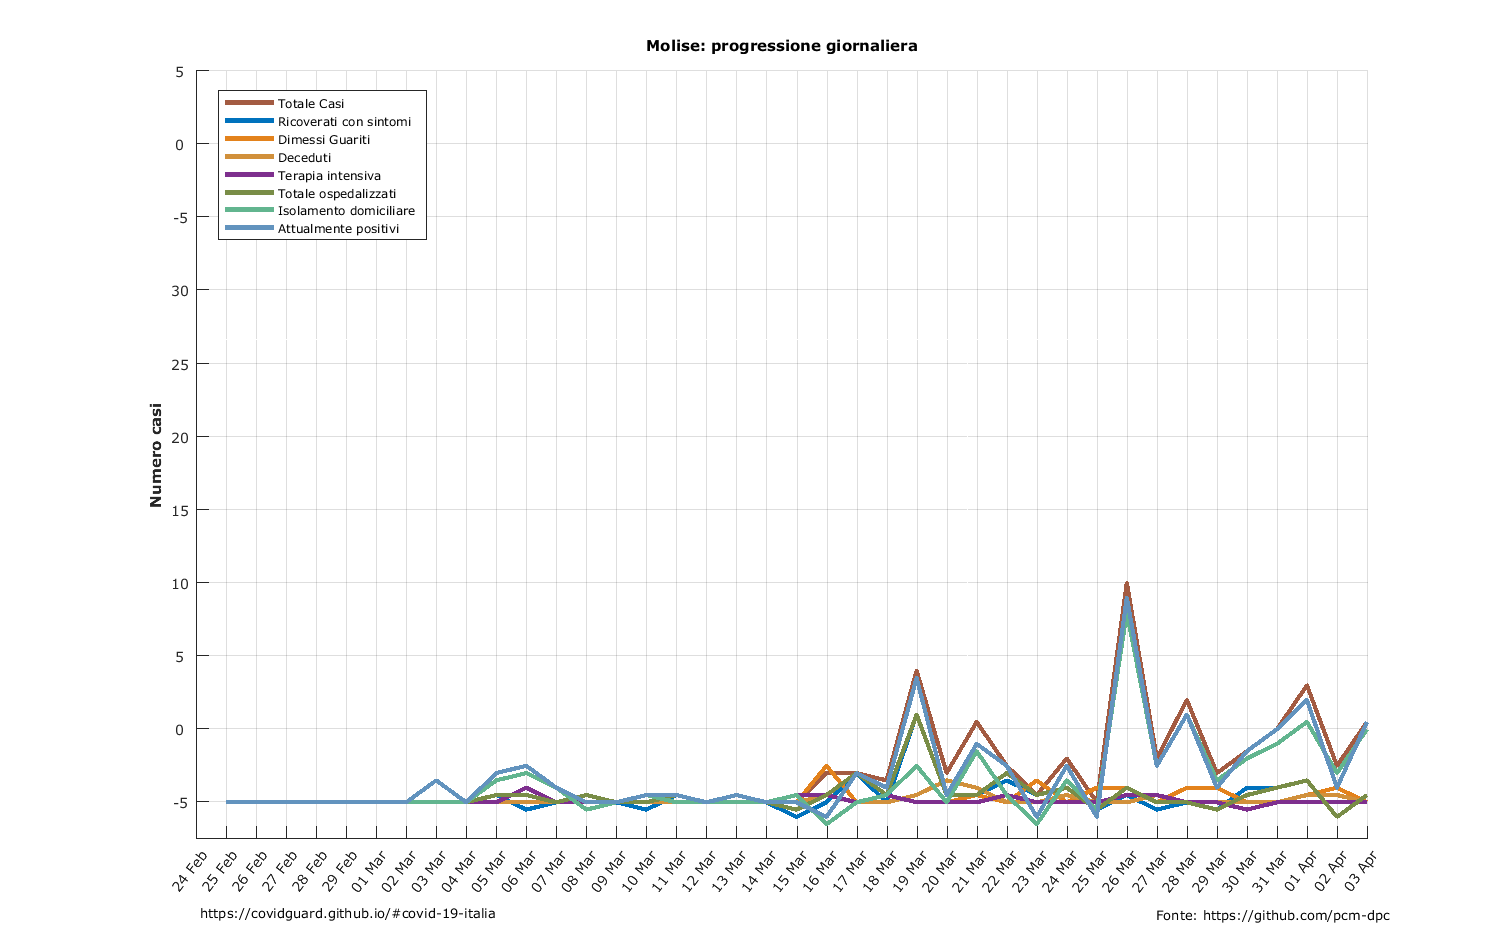 Molise: progressione giornaliera
5
0
-5
30
25
20
15
10
5
0
-5
Numero casi
Totale Casi
Ricoverati con sintomi
Dimessi Guariti
Deceduti
Terapia intensiva
Totale ospedalizzati
Isolamento domiciliare
Attualmente positivi
24 Feb
25 Feb
26 Feb
27 Feb
28 Feb
29 Feb
01 Mar
02 Mar
03 Mar
04 Mar
05 Mar
06 Mar
07 Mar
08 Mar
09 Mar
10 Mar
11 Mar
12 Mar
13 Mar
14 Mar
15 Mar
16 Mar
17 Mar
18 Mar
19 Mar
20 Mar
21 Mar
22 Mar
23 Mar
24 Mar
25 Mar
26 Mar
27 Mar
28 Mar
29 Mar
30 Mar
31 Mar
01 Apr
02 Apr
03 Apr
https://covidguard.github.io/#covid-19-italia
Fonte: https://github.com/pcm-dpc